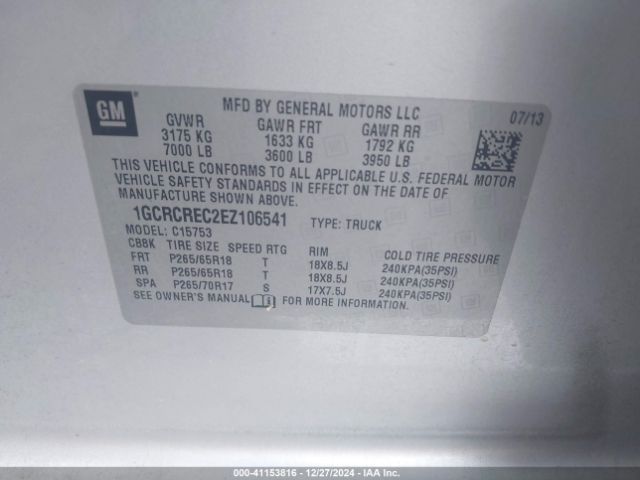 GM
MFD BY GENERAL MOTORS LLC
07/13
GVWR GAWR FRT GAWR RR
3175 KG 1633 KG 1792 KG
7000 LB 3600 LB 3950 LB
THIS VEHICLE CONFORMS TO ALL APPLICABLE U.S. FEDERAL MOTOR
VEHICLE SAFETY STANDARDS IN EFFECT ON THE DATE OF
MANUFACTURE SHOWN ABOVE.
1GCRCREC2EZ106541 TYPE: TRUCK
MODEL: C15753
CBBK TIRE SIZE SPEED RTG RIM COLD TIRE PRESSURE
FRT P265/65R18 T 18X8.5J 240KPA(35PSI)
RR P265/65R18 T 18X8.5J 240KPA(35PSI)
SPA P265/70R17 S 17X7.5J 240KPA(35PSI)
SEE OWNER'S MANUAL FOR MORE INFORMATION.
000-41153816 - 12/27/2024 - IAA Inc.